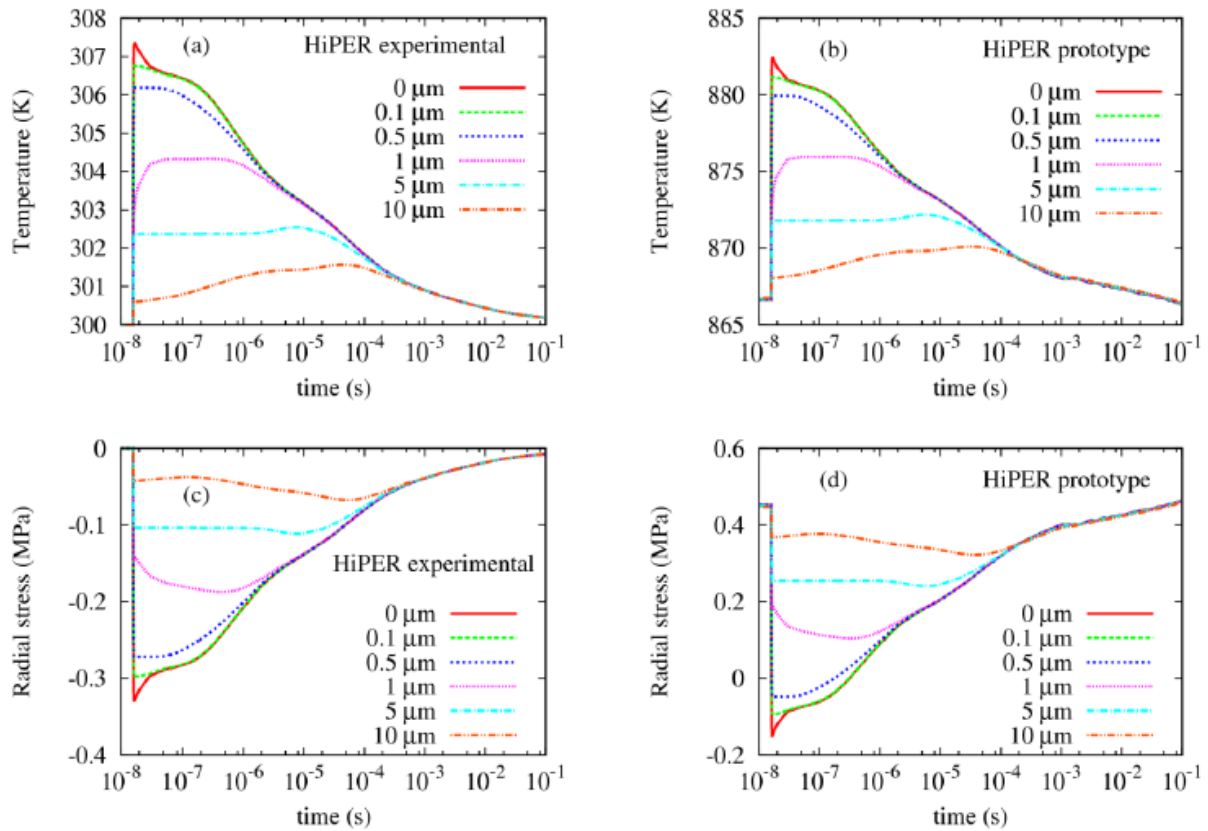 308
307
306
305
304
303
302
301
300
Temperature (K)
(a)
HiPER experimental
0 μm
0.1 μm
0.5 μm
1 μm
5 μm
10 μm
10-8 10-7 10-6 10-5 10-4 10-3 10-2 10-1
time (s)
885
880
875
870
865
Temperature (K)
(b)
HiPER prototype
0 μm
0.1 μm
0.5 μm
1 μm
5 μm
10 μm
10-8 10-7 10-6 10-5 10-4 10-3 10-2 10-1
time (s)
0
-0.1
-0.2
-0.3
-0.4
Radial stress (MPa)
(c)
HiPER experimental
0 μm
0.1 μm
0.5 μm
1 μm
5 μm
10 μm
10-8 10-7 10-6 10-5 10-4 10-3 10-2 10-1
time (s)
0.6
0.4
0.2
0
-0.2
Radial stress (MPa)
(d)
HiPER prototype
0 μm
0.1 μm
0.5 μm
1 μm
5 μm
10 μm
10-8 10-7 10-6 10-5 10-4 10-3 10-2 10-1
time (s)